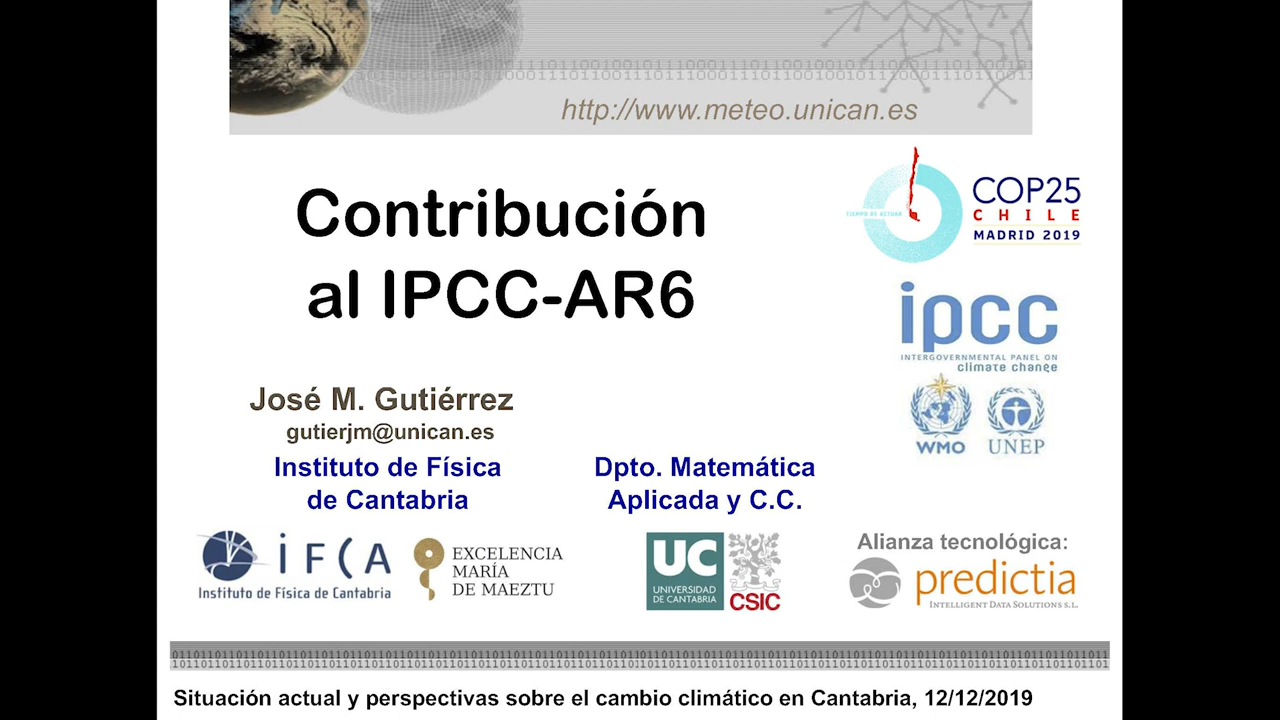 http://www.meteo.unican.es
Contribución
al IPCC-AR6
TIEMPO DE ACTUAR
COP25
CHILE
MADRID 2019
ipcc
INTERGOVERNMENTAL PANEL ON
climate change
WMO
UNEP
José M. Gutiérrez
gutierjm@unican.es
Instituto de Física
de Cantabria
Dpto. Matemática
Aplicada y C.C.
IFCA
Instituto de Física de Cantabria
EXCELENCIA
MARÍA
DE MAEZTU
UC
UNIVERSIDAD
DE CANTABRIA
CSIC
Alianza tecnológica:
predictia
INTELLIGENT DATA SOLUTIONS S.L.
Situación actual y perspectivas sobre el cambio climático en Cantabria, 12/12/2019